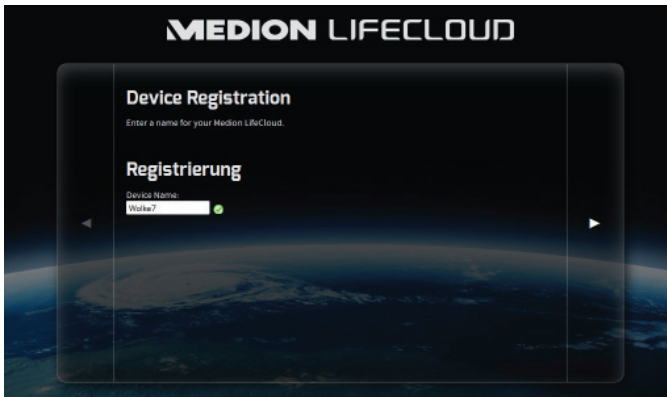 MEDION LIFECLOUD
Device Registration
Enter a name for your Medion LifeCloud.
Registrierung
Device Name:
Wolke7